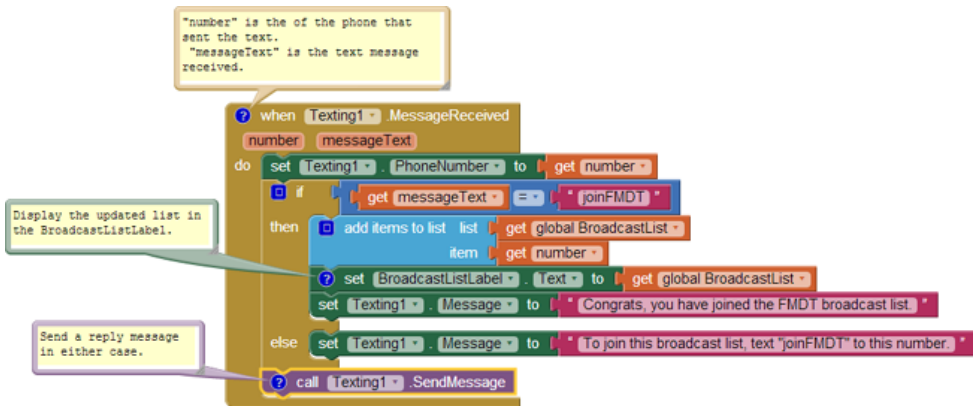 "number" is the of the phone that
sent the text.
"messageText" is the text message
received.
? when Texting1 .MessageReceived
number messageText
do set Texting1 . PhoneNumber to get number
if get messageText = " joinFMDT "
Display the updated list in
the BroadcastListLabel.
then add items to list list get global BroadcastList
item get number
? set BroadcastListLabel . Text to get global BroadcastList
set Texting1 . Message to " Congrats, you have joined the FMDT broadcast list. "
Send a reply message
in either case.
else set Texting1 . Message to " To join this broadcast list, text "joinFMDT" to this number. "
? call Texting1 .SendMessage